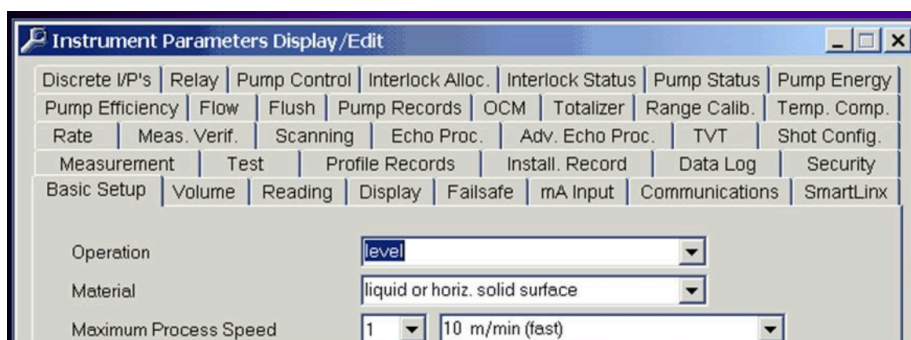 Instrument Parameters Display/Edit
Discrete I/P's Relay Pump Control Interlock Alloc. Interlock Status Pump Status Pump Energy
Pump Efficiency Flow Flush Pump Records OCM Totalizer Range Calib. Temp. Comp.
Rate Meas. Verif. Scanning Echo Proc. Adv. Echo Proc. TVT Shot Config.
Measurement Test Profile Records Install. Record Data Log Security
Basic Setup Volume Reading Display Failsafe mA Input Communications SmartLinx
Operation level
Material liquid or horiz. solid surface
Maximum Process Speed 1 10 m/min (fast)